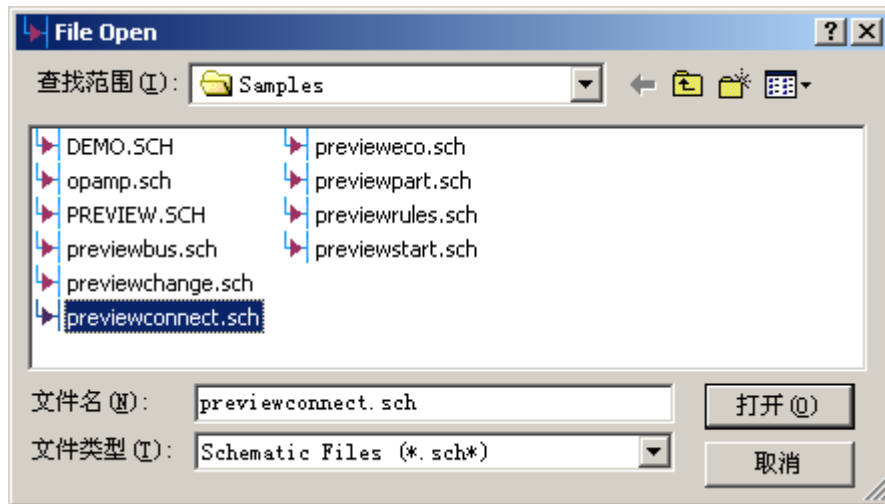 File Open
查找范围(I): Samples
DEMO.SCH
opamp.sch
PREVIEW.SCH
previewbus.sch
previewchange.sch
previewconnect.sch
previeweco.sch
previewpart.sch
previewrules.sch
previewstart.sch
文件名(N): previewconnect.sch 打开(O)
文件类型(T): Schematic Files (*.sch*) 取消